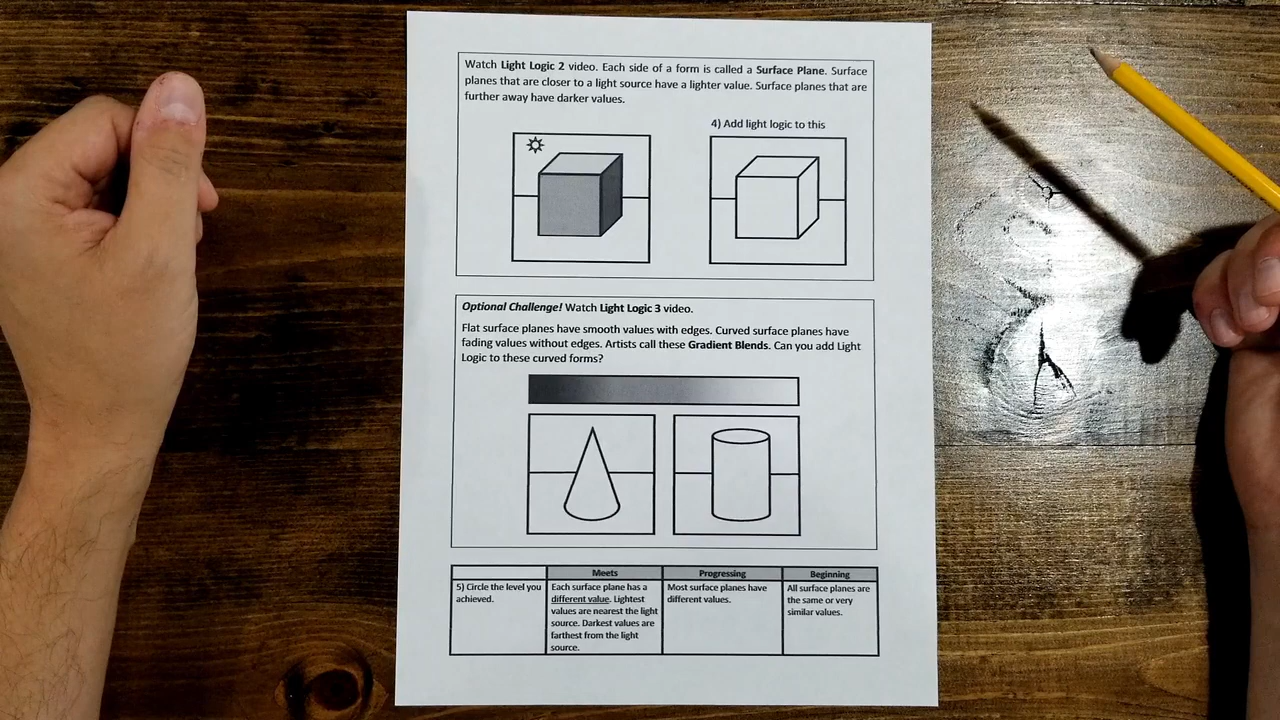 Watch Light Logic 2 video. Each side of a form is called a Surface Plane. Surface
planes that are closer to a light source have a lighter value. Surface planes that are
further away have darker values.
4) Add light logic to this
Optional Challenge! Watch Light Logic 3 video.
Flat surface planes have smooth values with edges. Curved surface planes have
fading values without edges. Artists call these Gradient Blends. Can you add Light
Logic to these curved forms?
Meets
Progressing
Beginning
5) Circle the level you
achieved.
Each surface plane has a
different value. Lightest
values are nearest the light
source. Darkest values are
farthest from the light
source.
Most surface planes have
different values.
All surface planes are
the same or very
similar values.